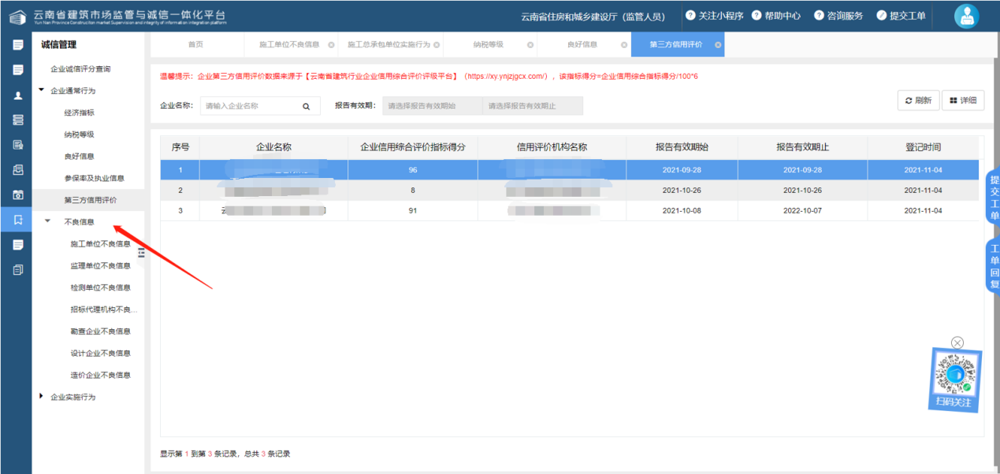 云南省建筑市场监管与诚信一体化平台
Yun Nan Province Construction market Supervision and integrity of information integration platform
云南省住房和城乡建设厅（监管人员）
关注小程序
帮助中心
咨询服务
提交工单
诚信管理
企业诚信评分查询
企业通常行为
经济指标
纳税等级
良好信息
参保率及执业信息
第三方信用评价
不良信息
施工单位不良信息
监理单位不良信息
检测单位不良信息
招标代理机构不良...
勘查企业不良信息
设计企业不良信息
造价企业不良信息
企业实施行为
首页
施工单位不良信息
施工总承包单位实施行为
纳税等级
良好信息
第三方信用评价
温馨提示：企业第三方信用评价数据来源于【云南省建筑行业企业信用综合评价评级平台】（https://xy.ynjzjgcx.com/），该指标得分=企业信用综合指标得分/100*6
企业名称： 请输入企业名称 报告有效期： 请选择报告有效期始 请选择报告有效期止
刷新 详细
序号 企业名称 企业信用综合评价指标得分 信用评价机构名称 报告有效期始 报告有效期止 登记时间
1 96 2021-09-28 2021-09-28 2021-11-04
2 8 2021-10-26 2021-10-26 2021-11-04
3 91 2021-10-08 2022-10-07 2021-11-04
显示第 1 到第 3 条记录，总共 3 条记录
提交工单
工单回复
扫码关注